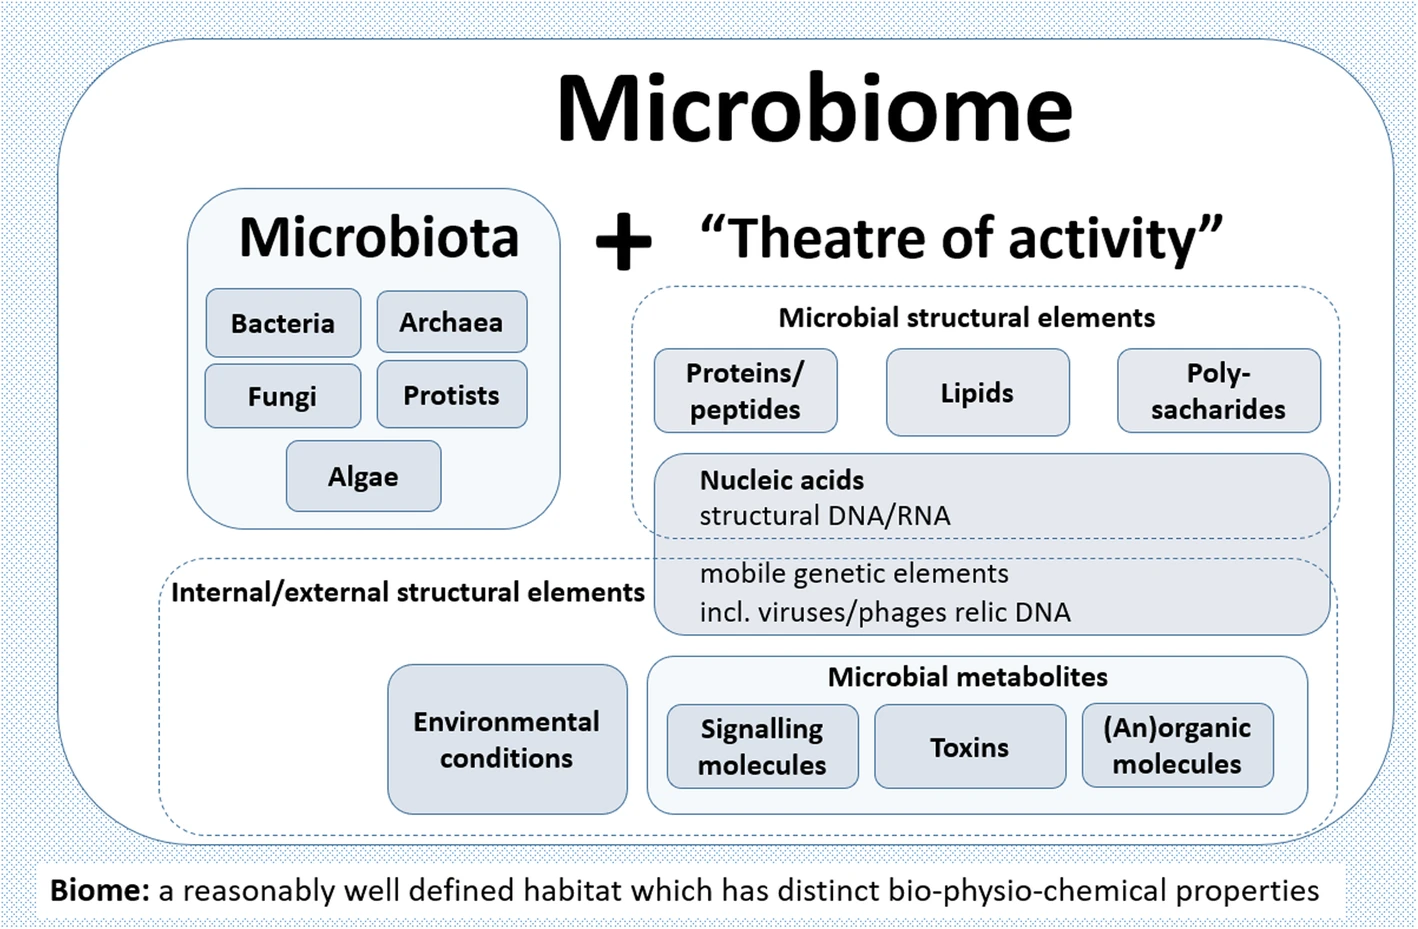 Microbiome
Microbiota
+
“Theatre of activity”
Bacteria
Archaea
Fungi
Protists
Algae
Microbial structural elements
Proteins/
peptides
Lipids
Poly-
sacharides
Nucleic acids
structural DNA/RNA
mobile genetic elements
incl. viruses/phages relic DNA
Internal/external structural elements
Environmental
conditions
Microbial metabolites
Signalling
molecules
Toxins
(An)organic
molecules
Biome: a reasonably well defined habitat which has distinct bio-physio-chemical properties